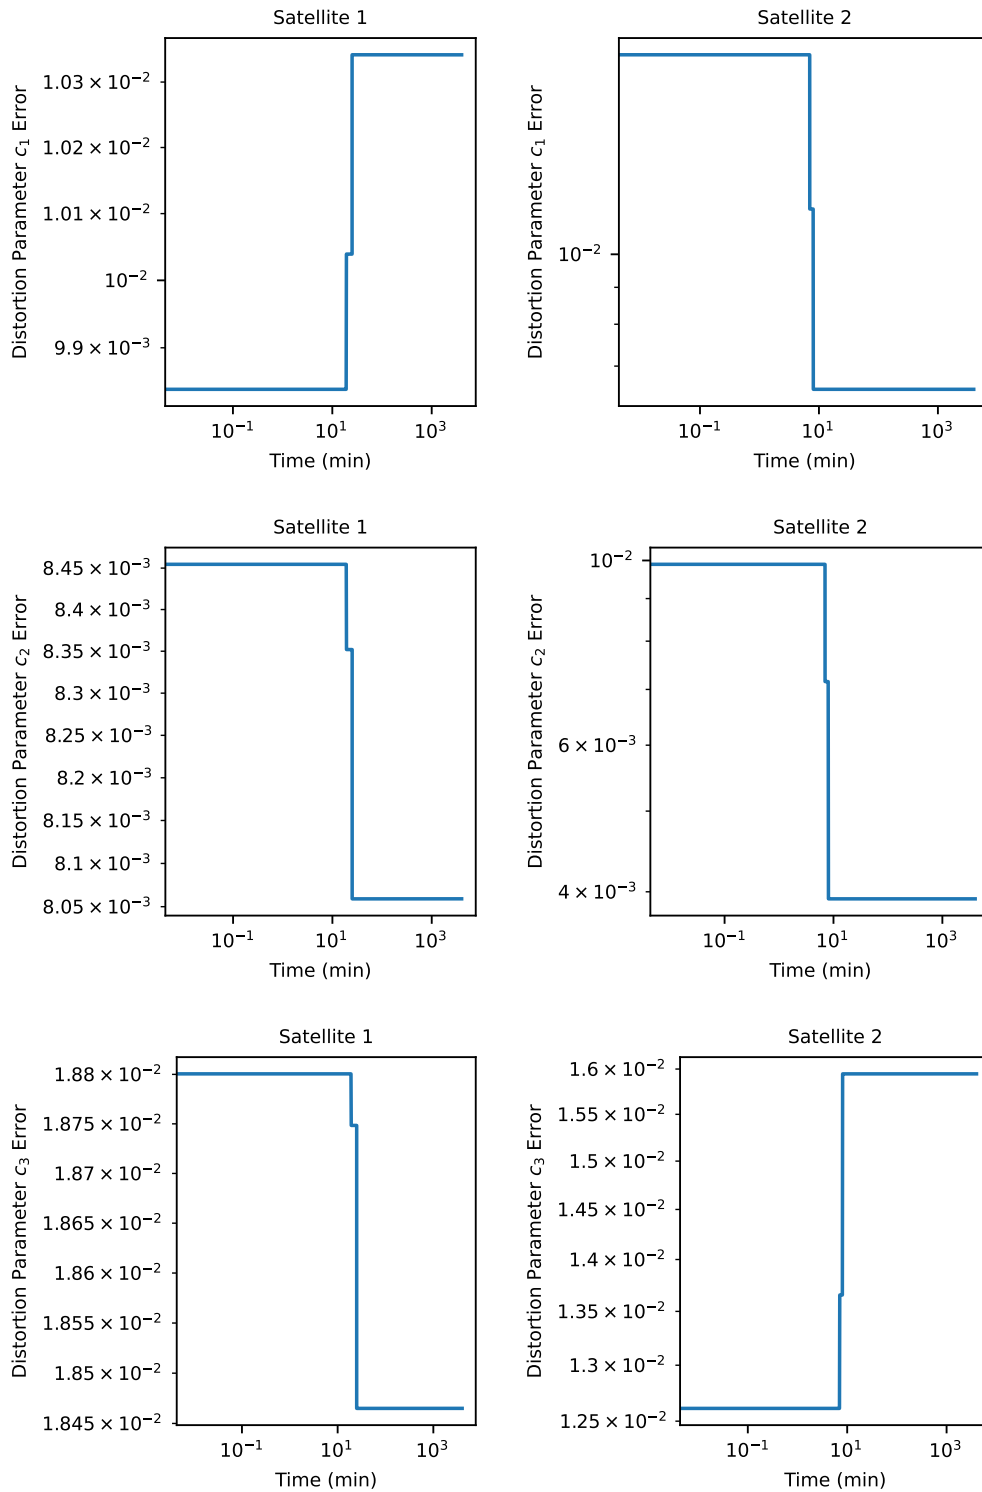 Satellite 1
Distortion Parameter c₁ Error
1.03 × 10⁻²
1.02 × 10⁻²
1.01 × 10⁻²
10⁻²
9.9 × 10⁻³
10⁻¹ 10¹ 10³
Time (min)
Satellite 2
Distortion Parameter c₁ Error
10⁻²
10⁻¹ 10¹ 10³
Time (min)
Satellite 1
Distortion Parameter c₂ Error
8.45 × 10⁻³
8.4 × 10⁻³
8.35 × 10⁻³
8.3 × 10⁻³
8.25 × 10⁻³
8.2 × 10⁻³
8.15 × 10⁻³
8.1 × 10⁻³
8.05 × 10⁻³
10⁻¹ 10¹ 10³
Time (min)
Satellite 2
Distortion Parameter c₂ Error
10⁻²
6 × 10⁻³
4 × 10⁻³
10⁻¹ 10¹ 10³
Time (min)
Satellite 1
Distortion Parameter c₃ Error
1.88 × 10⁻²
1.875 × 10⁻²
1.87 × 10⁻²
1.865 × 10⁻²
1.86 × 10⁻²
1.855 × 10⁻²
1.85 × 10⁻²
1.845 × 10⁻²
10⁻¹ 10¹ 10³
Time (min)
Satellite 2
Distortion Parameter c₃ Error
1.6 × 10⁻²
1.55 × 10⁻²
1.5 × 10⁻²
1.45 × 10⁻²
1.4 × 10⁻²
1.35 × 10⁻²
1.3 × 10⁻²
1.25 × 10⁻²
10⁻¹ 10¹ 10³
Time (min)